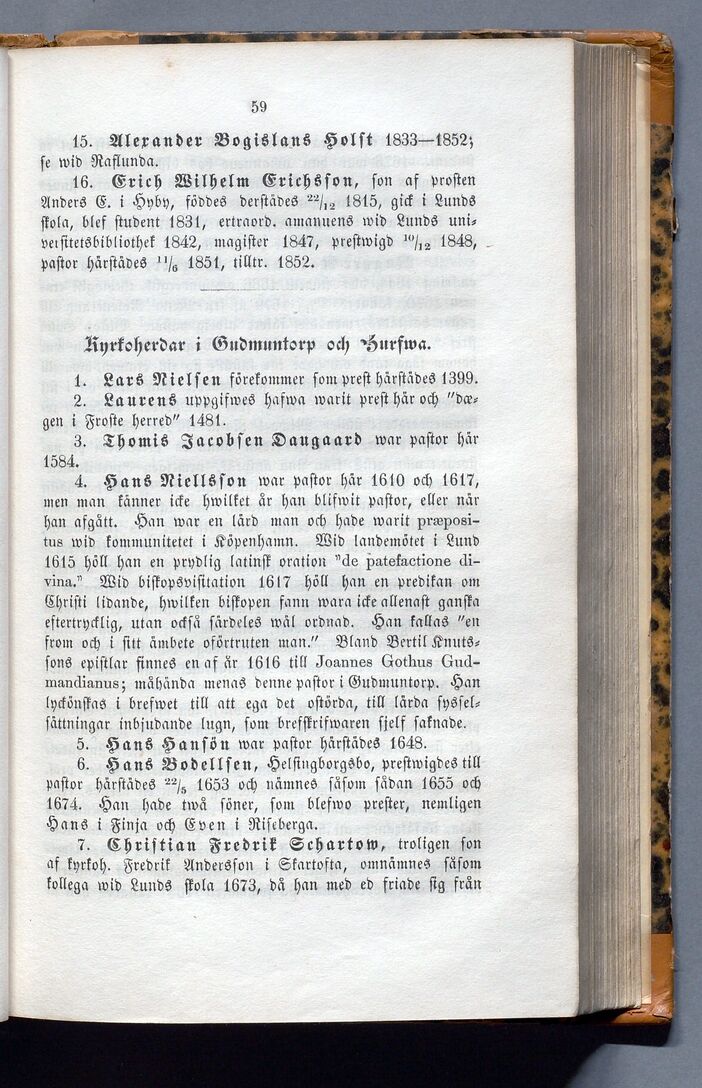 59
15. Alexander Bogislaus Holst 1833—1852;
se wid Raflunda.
16. Erich Wilhelm Erichsson, son af prosten
Anders E. i Hyby, föddes derstädes 22/12 1815, gick i Lunds
skola, blef student 1831, extraord. amanuens wid Lunds uni-
versitetsbibliothek 1842, magister 1847, prestwigd 10/12 1848,
pastor härstädes 11/6 1851, tilltr. 1852.
Kyrkoherdar i Gudmuntorp och Hurfwa.
1. Lars Nielsen förekommer som prest härstädes 1399.
2. Laurens uppgifwes hafwa warit prest här och "dæ-
gen i Froste herred" 1481.
3. Thomis Jacobsen Daugaard war pastor här
1584.
4. Hans Niellsson war pastor här 1610 och 1617,
men man känner icke hwilket år han blifwit pastor, eller när
han afgått. Han war en lärd man och hade warit præposi-
tus wid kommunitetet i Köpenhamn. Wid landemötet i Lund
1615 höll han en prydlig latinsk oration "de patefactione di-
vina." Wid biskopsvisitation 1617 höll han en predikan om
Christi lidande, hwilken biskopen fann wara icke allenast ganska
eftertrycklig, utan också särdeles wäl ordnad. Han kallas "en
from och i sitt ämbete oförtruten man." Bland Bertil Knuts-
sons epistlar finnes en af år 1616 till Joannes Gothus Gud-
mandianus; måhända menas denne pastor i Gudmuntorp. Han
lyckönskas i brefwet till att ega det ostörda, till lärda syssel-
sättningar inbjudande lugn, som brefskrifwaren sjelf saknade.
5. Hans Hansön war pastor härstädes 1648.
6. Hans Bodellsen, Helsingborgsbo, prestwigdes till
pastor härstädes 22/5 1653 och nämnes såsom sådan 1655 och
1674. Han hade twå söner, som blefwo prester, nemligen
Hans i Finja och Even i Riseberga.
7. Christian Fredrik Schartow, troligen son
af kyrkoh. Fredrik Andersson i Skartofta, omnämnes såsom
kollega wid Lunds skola 1673, då han med ed friade sig från